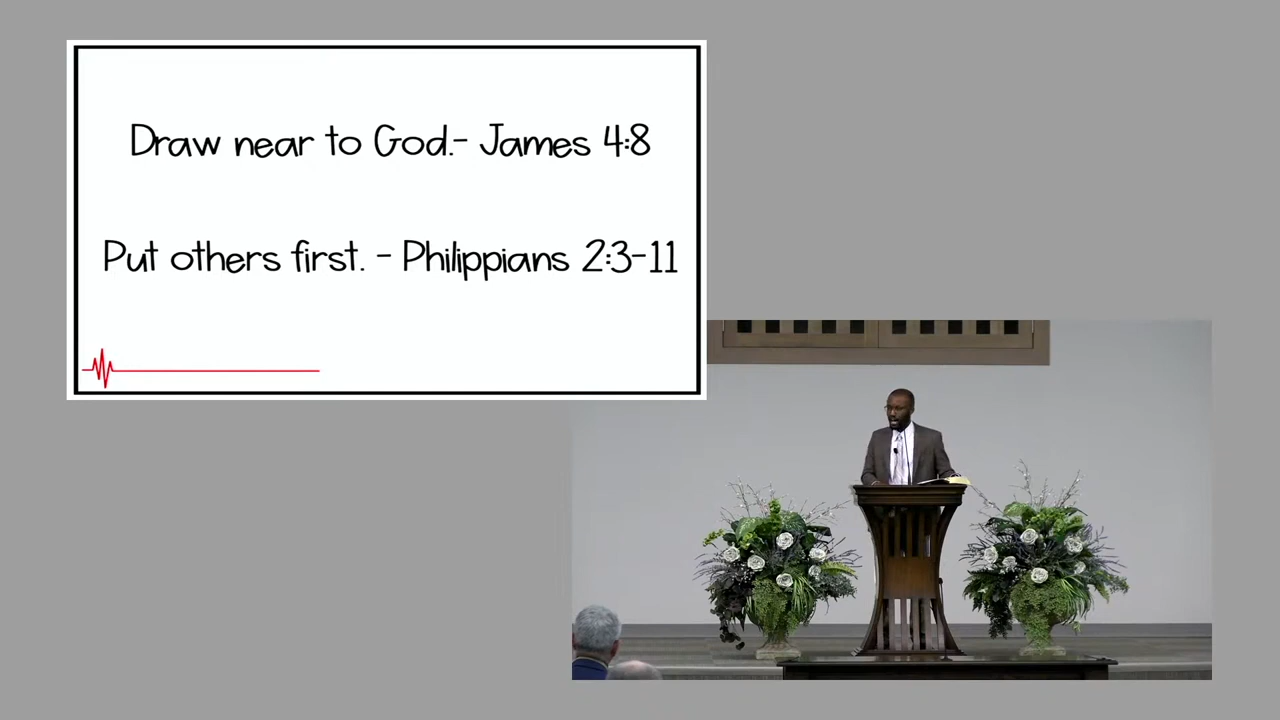 Draw near to God.- James 4:8
Put others first. - Philippians 2:3-11